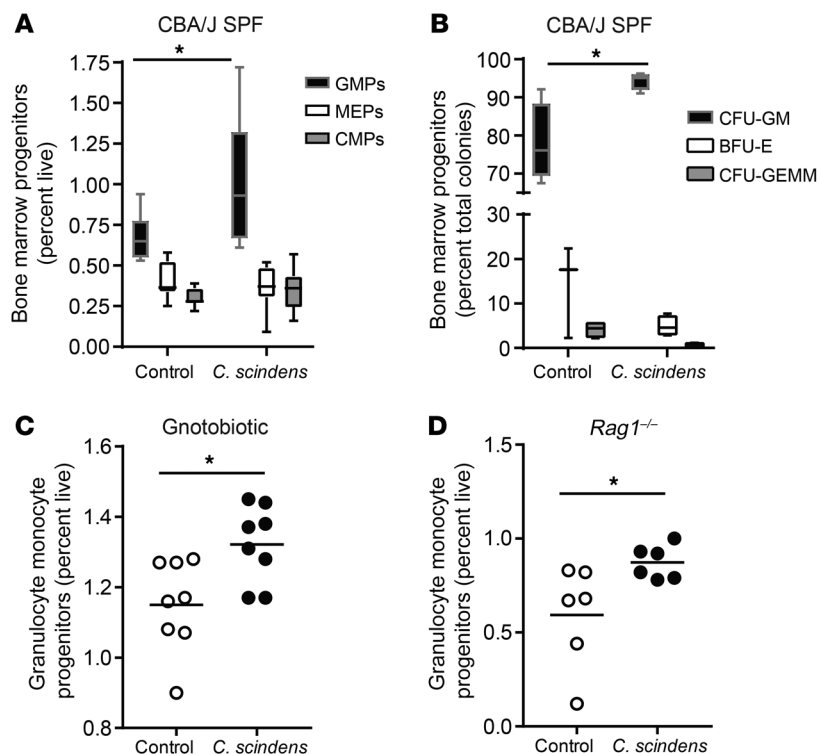 A
CBA/J SPF
Bone marrow progenitors
(percent live)
1.75
1.50
1.25
1.00
0.75
0.50
0.25
0.00
*
GMPs
MEPs
CMPs
Control
C. scindens
B
CBA/J SPF
Bone marrow progenitors
(percent total colonies)
100
90
80
70
30
20
10
0
*
CFU-GM
BFU-E
CFU-GEMM
Control
C. scindens
C
Gnotobiotic
Granulocyte monocyte
progenitors (percent live)
1.6
1.4
1.2
1.0
0.8
*
Control
C. scindens
D
Rag1–/–
Granulocyte monocyte
progenitors (percent live)
1.5
1.0
0.5
0.0
*
Control
C. scindens